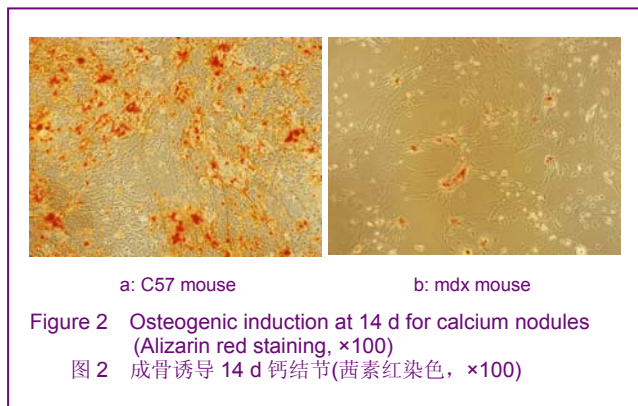 a: C57 mouse
b: mdx mouse
Figure 2 Osteogenic induction at 14 d for calcium nodules
(Alizarin red staining, ×100)
图 2 成骨诱导 14 d 钙结节(茜素红染色，×100)